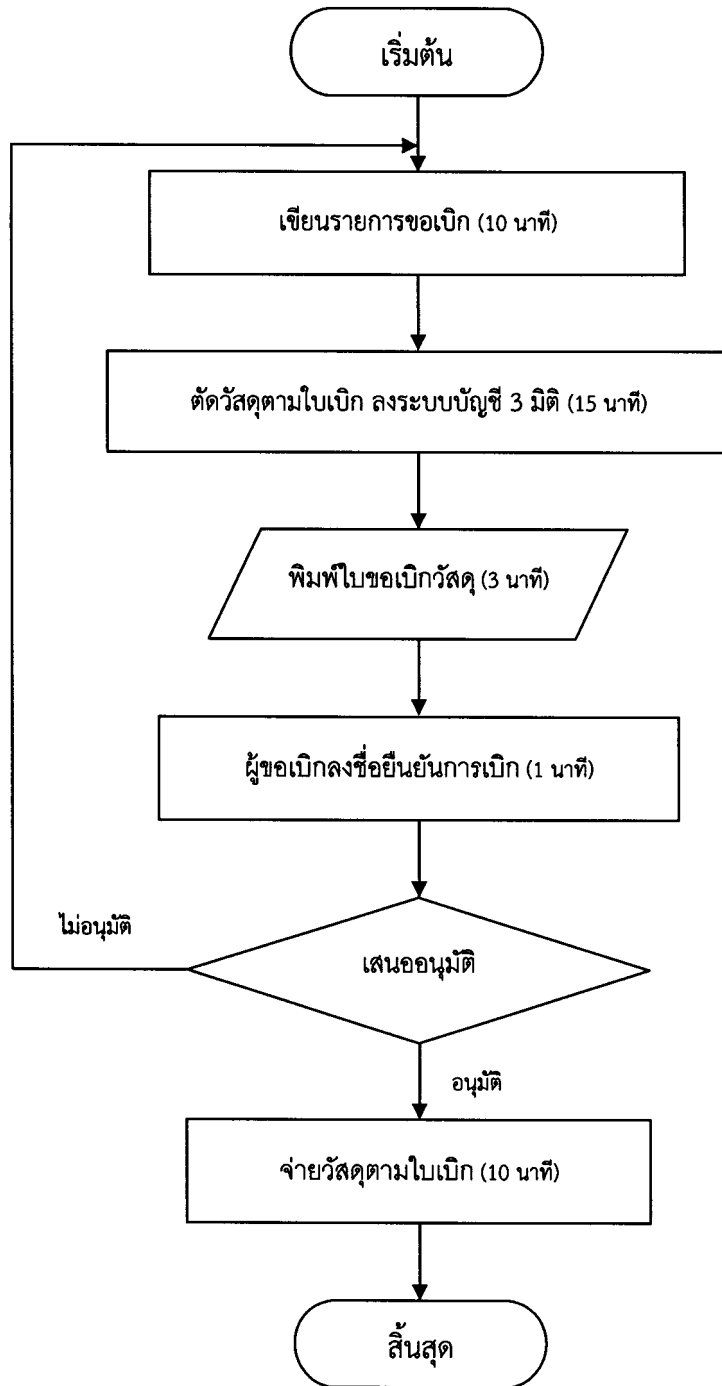 เริ่มต้น
เขียนรายการขอเบิก (10 นาที)
ตัดวัสดุตามใบเบิก ลงระบบบัญชี 3 มิติ (15 นาที)
พิมพ์ใบขอเบิกวัสดุ (3 นาที)
ผู้ขอเบิกลงชื่อยืนยันการเบิก (1 นาที)
ไม่อนุมัติ
เสนออนุมัติ
อนุมัติ
จ่ายวัสดุตามใบเบิก (10 นาที)
สิ้นสุด